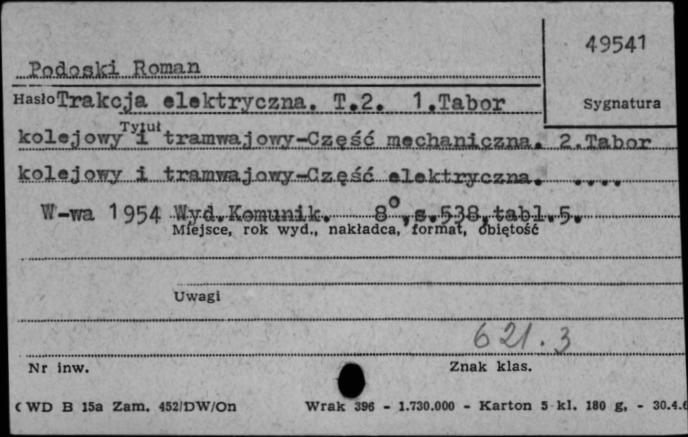 49541
Podoski Roman
Hasło Trakcja elektryczna. T.2. 1.Tabor
Sygnatura
Tytuł
kolejowy i tramwajowy-Część mechaniczna. 2.Tabor
kolejowy i tramwajowy-Część elektryczna. ....
W-wa 1954 Wyd.Komunik. 8°, s.538, tabl.5.
Miejsce, rok wyd., nakładca, format, objętość
Uwagi
621.3
Nr inw.
Znak klas.
CWD B 15a Zam. 452/DW/On Wrak 396 - 1.730.000 - Karton 5 kl. 180 g, - 30.4.6